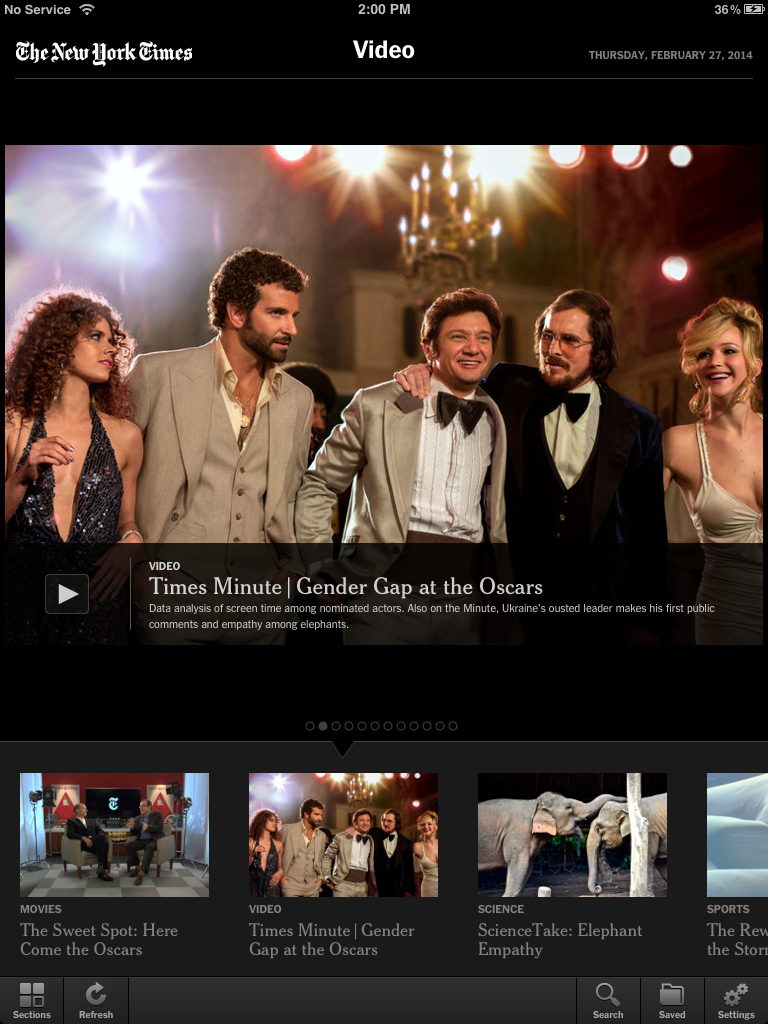 No Service 2:00 PM 36%
The New York Times Video THURSDAY, FEBRUARY 27, 2014
VIDEO
Times Minute | Gender Gap at the Oscars
Data analysis of screen time among nominated actors. Also on the Minute, Ukraine's ousted leader makes his first public
comments and empathy among elephants.
MOVIES
The Sweet Spot: Here
Come the Oscars
VIDEO
Times Minute | Gender
Gap at the Oscars
SCIENCE
ScienceTake: Elephant
Empathy
SPORTS
The Rew
the Storm
Sections Refresh Search Saved Settings